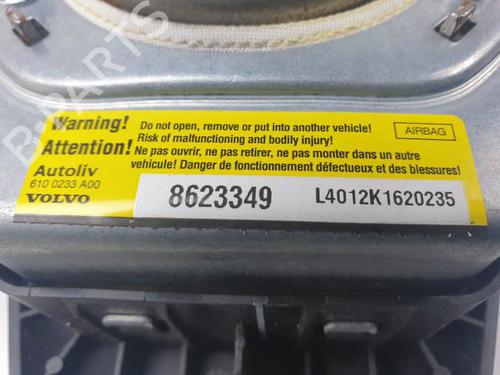 Warning!
Attention!
Do not open, remove or put into another vehicle!
Risk of malfunctioning and bodily injury!
Ne pas ouvrir, ne pas retirer, ne pas monter dans un autre
vehicule! Danger de fonctionnement défectueux et des blessures!
AIRBAG
Autoliv
610 0233 A00
VOLVO
8623349
L4012K1620235
B-PARTS